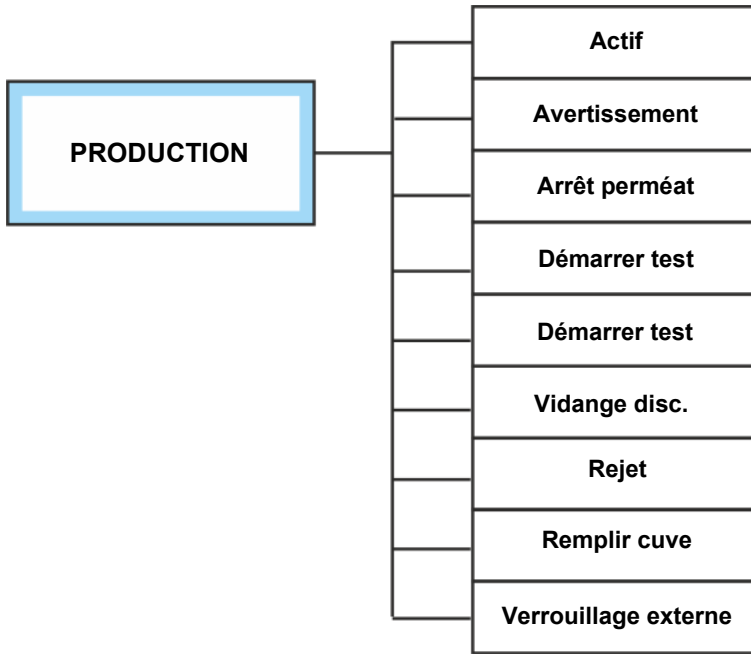 PRODUCTION
Actif
Avertissement
Arrêt perméat
Démarrer test
Démarrer test
Vidange disc.
Rejet
Remplir cuve
Verrouillage externe